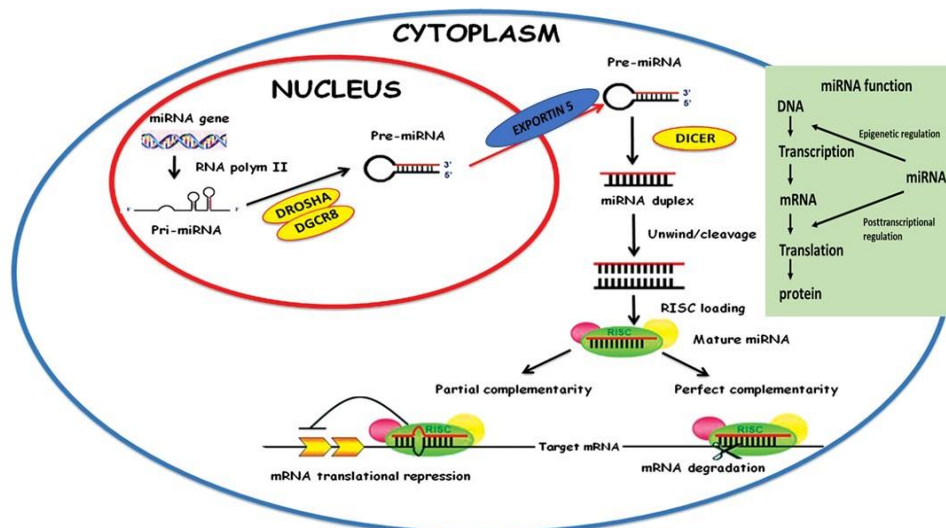 CYTOPLASM
NUCLEUS
miRNA gene
RNA polym II
Pri-miRNA
5'
3'
DROSHA
DGCR8
Pre-miRNA
3'
5'
EXPORTIN 5
Pre-miRNA
3'
5'
DICER
miRNA duplex
Unwind/cleavage
RISC loading
RISC
Mature miRNA
Partial complementarity
Perfect complementarity
RISC
Target mRNA
RISC
mRNA translational repression
mRNA degradation
miRNA function
DNA
Epigenetic regulation
Transcription
miRNA
mRNA
Posttranscriptional
regulation
Translation
protein